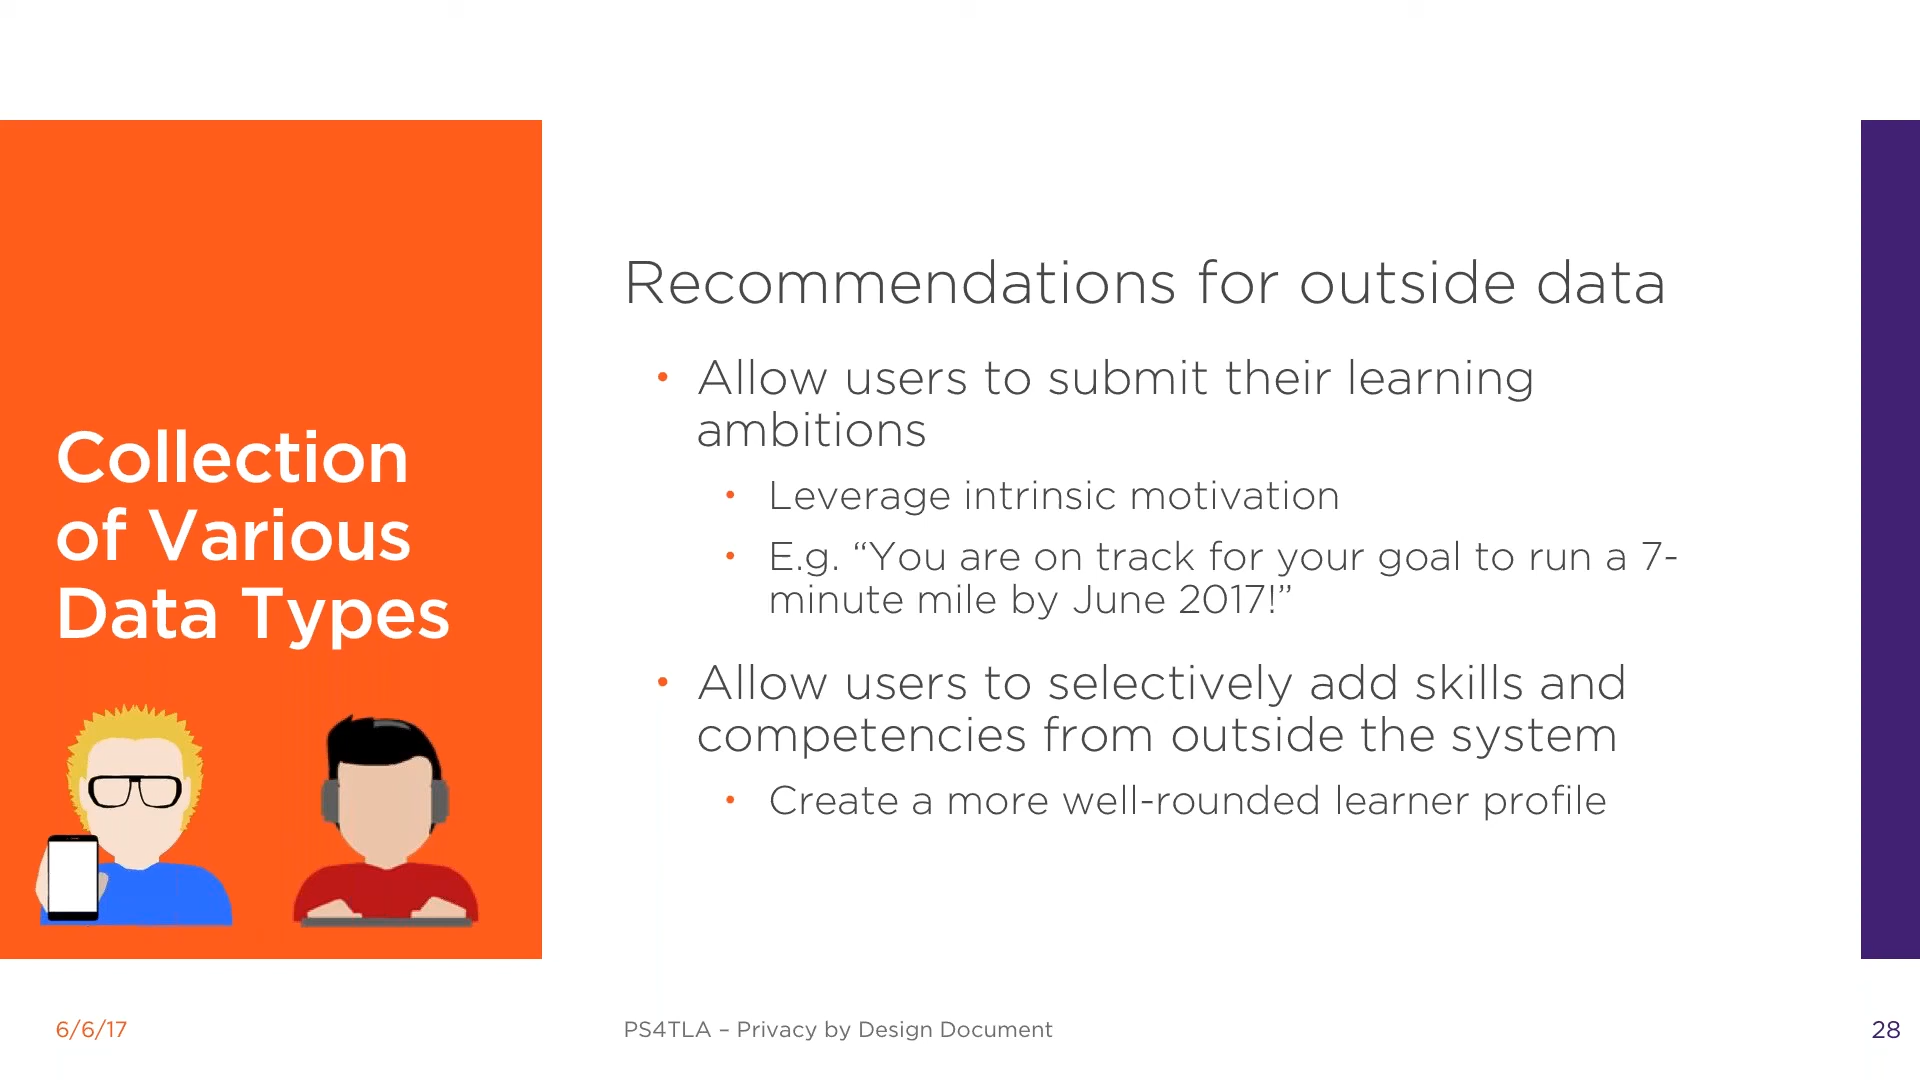 Collection
of Various
Data Types
Recommendations for outside data
• Allow users to submit their learning
ambitions
• Leverage intrinsic motivation
• E.g. “You are on track for your goal to run a 7-
minute mile by June 2017!”
• Allow users to selectively add skills and
competencies from outside the system
• Create a more well-rounded learner profile
6/6/17
PS4TLA – Privacy by Design Document
28